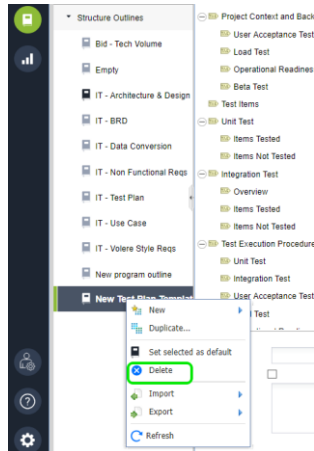 Structure Outlines
Bid - Tech Volume
Empty
IT - Architecture & Design
IT - BRD
IT - Data Conversion
IT - Non Functional Reqs
IT - Test Plan
IT - Use Case
IT - Volere Style Reqs
New program outline
New Test Plan Templat
Project Context and Back
User Acceptance Test
Load Test
Operational Readines
Beta Test
Test Items
Unit Test
Items Tested
Items Not Tested
Integration Test
Overview
Items Tested
Items Not Tested
Test Execution Procedure
Unit Test
Integration Test
User Acceptance Test
Test
New
Duplicate...
Set selected as default
Delete
Import
Export
Refresh